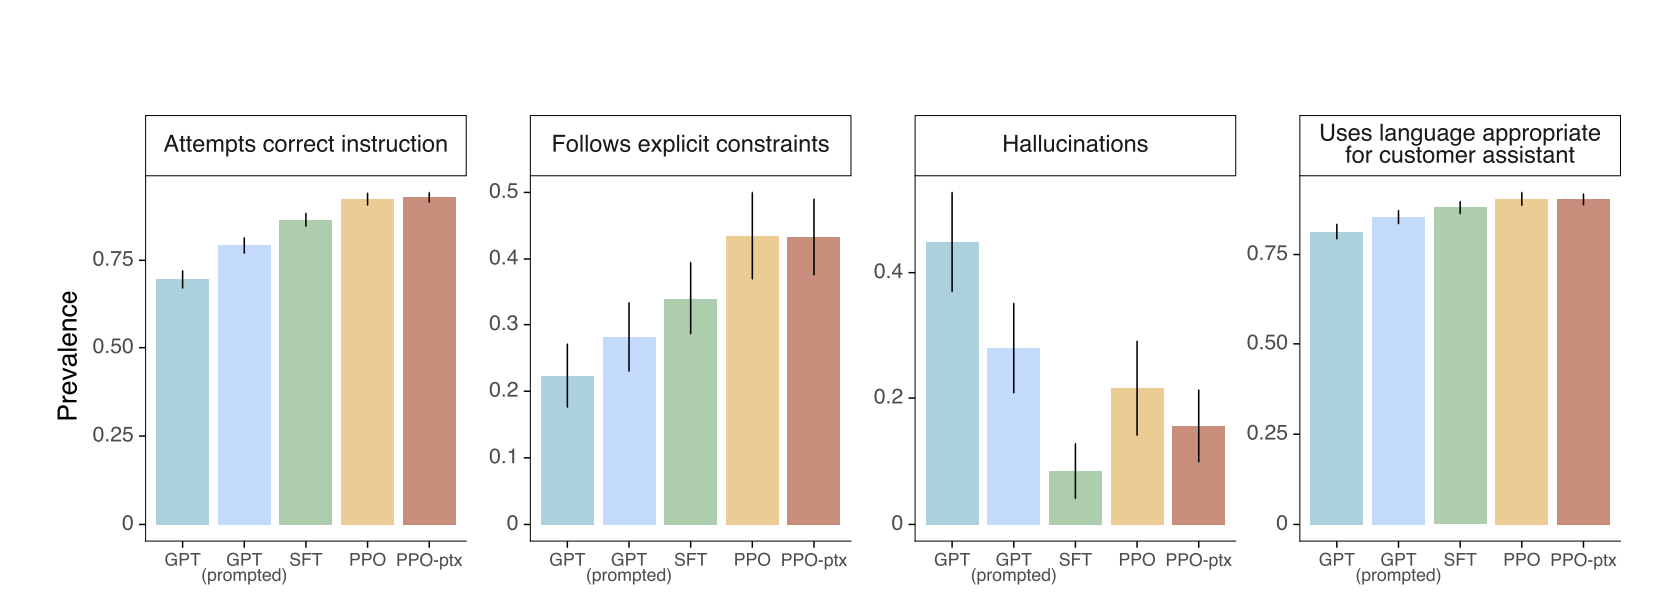 Attempts correct instruction
Follows explicit constraints
Hallucinations
Uses language appropriate
for customer assistant
Prevalence
0.75
0.50
0.25
0
GPT
GPT
(prompted)
SFT
PPO
PPO-ptx
0.5
0.4
0.3
0.2
0.1
0
GPT
GPT
(prompted)
SFT
PPO
PPO-ptx
0.4
0.2
0
GPT
GPT
(prompted)
SFT
PPO
PPO-ptx
0.75
0.50
0.25
0
GPT
GPT
(prompted)
SFT
PPO
PPO-ptx